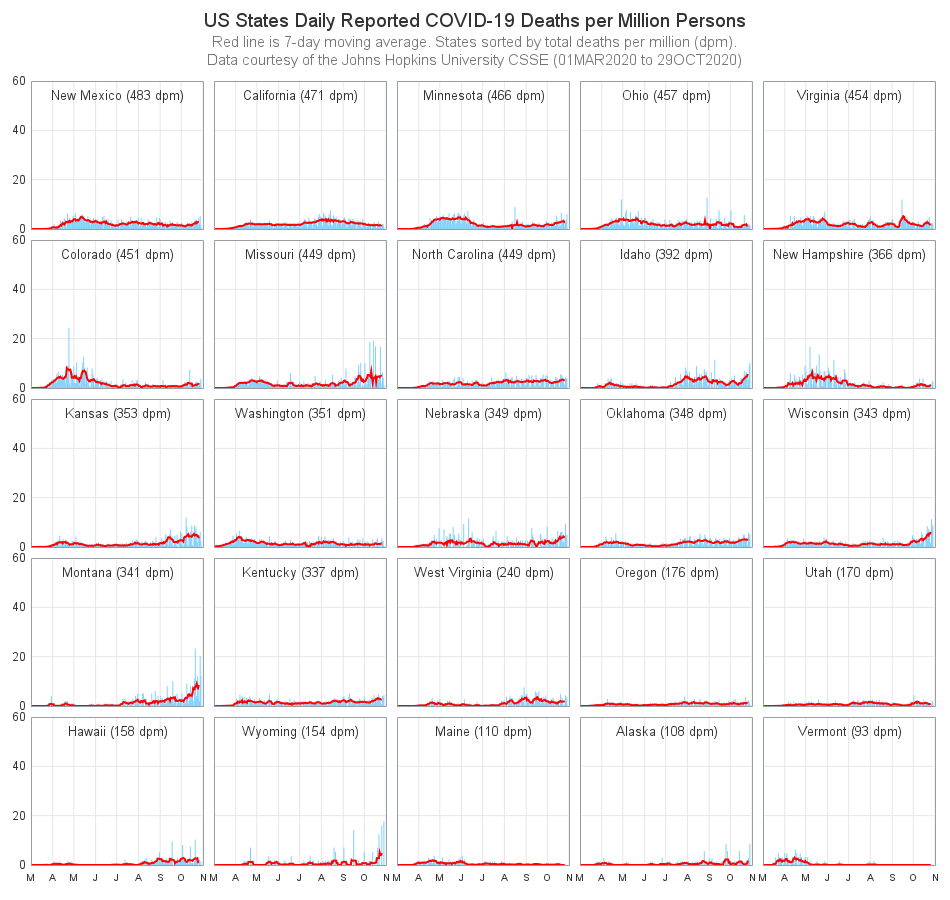 US States Daily Reported COVID-19 Deaths per Million Persons
Red line is 7-day moving average. States sorted by total deaths per million (dpm).
Data courtesy of the Johns Hopkins University CSSE (01MAR2020 to 29OCT2020)
60
New Mexico (483 dpm) California (471 dpm) Minnesota (466 dpm) Ohio (457 dpm) Virginia (454 dpm)
40
20
0
60
Colorado (451 dpm) Missouri (449 dpm) North Carolina (449 dpm) Idaho (392 dpm) New Hampshire (366 dpm)
40
20
0
60
Kansas (353 dpm) Washington (351 dpm) Nebraska (349 dpm) Oklahoma (348 dpm) Wisconsin (343 dpm)
40
20
0
60
Montana (341 dpm) Kentucky (337 dpm) West Virginia (240 dpm) Oregon (176 dpm) Utah (170 dpm)
40
20
0
60
Hawaii (158 dpm) Wyoming (154 dpm) Maine (110 dpm) Alaska (108 dpm) Vermont (93 dpm)
40
20
0
M A M J J A S O N M A M J J A S O N M A M J J A S O N M A M J J A S O N M A M J J A S O N